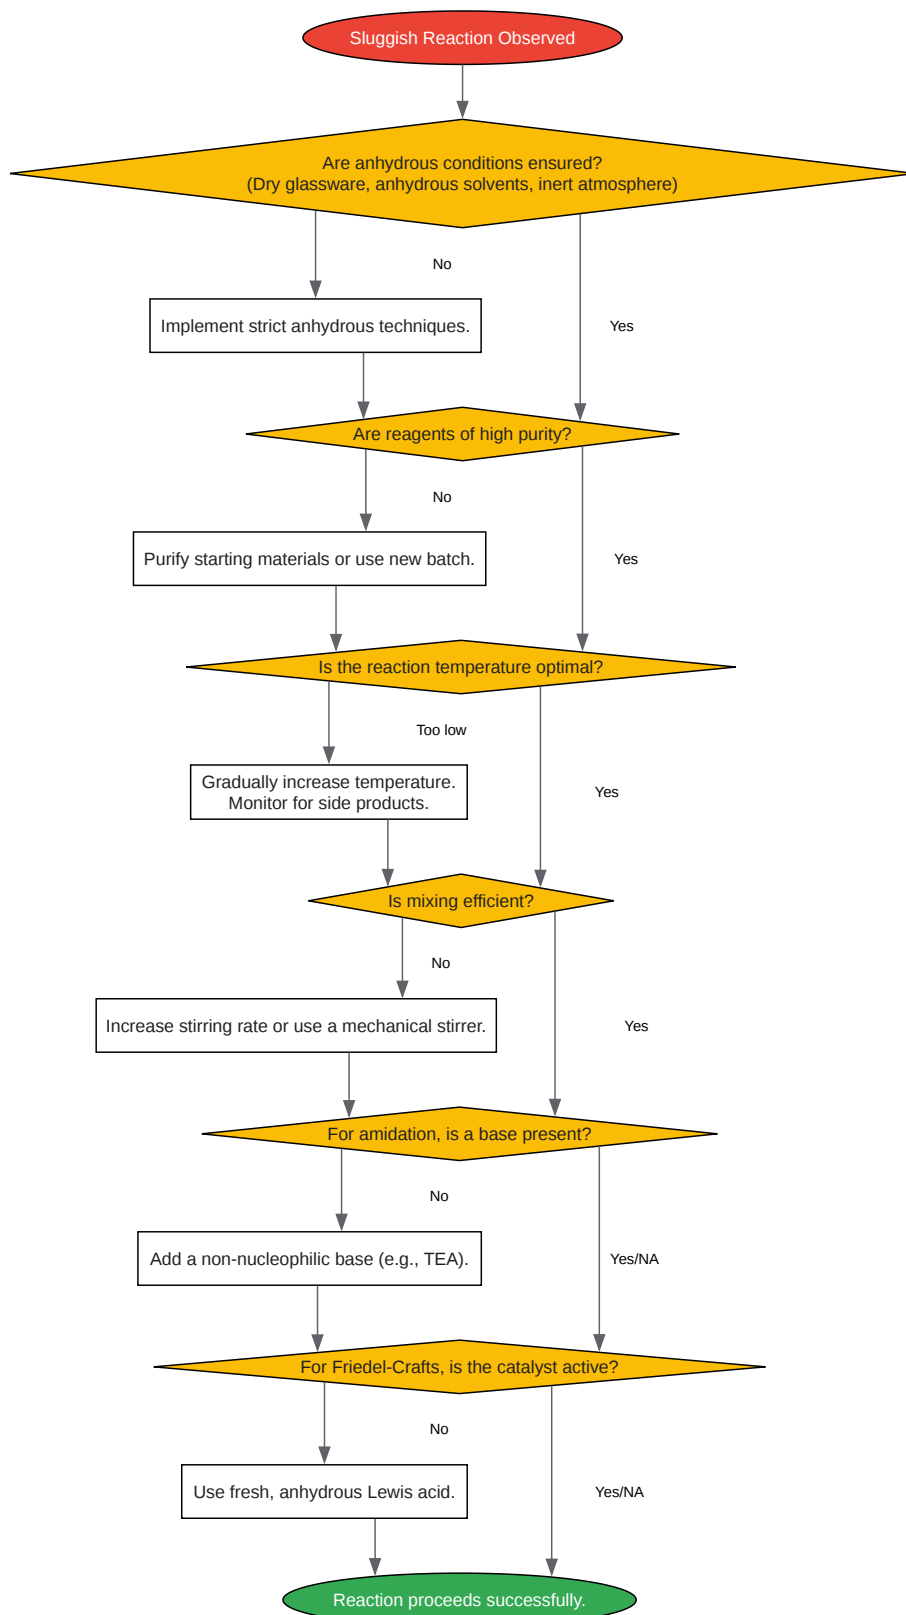 Sluggish Reaction Observed
Are anhydrous conditions ensured?
(Dry glassware, anhydrous solvents, inert atmosphere)
No
Implement strict anhydrous techniques.
Yes
Are reagents of high purity?
No
Purify starting materials or use new batch.
Yes
Is the reaction temperature optimal?
Too low
Gradually increase temperature.
Monitor for side products.
Yes
Is mixing efficient?
No
Increase stirring rate or use a mechanical stirrer.
Yes
For amidation, is a base present?
No
Add a non-nucleophilic base (e.g., TEA).
Yes/NA
For Friedel-Crafts, is the catalyst active?
No
Use fresh, anhydrous Lewis acid.
Yes/NA
Reaction proceeds successfully.